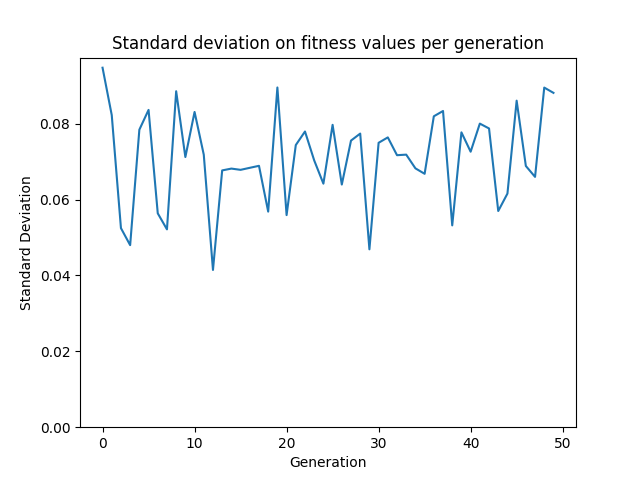 Standard deviation on fitness values per generation
Standard Deviation
0.08
0.06
0.04
0.02
0.00
0 10 20 30 40 50
Generation